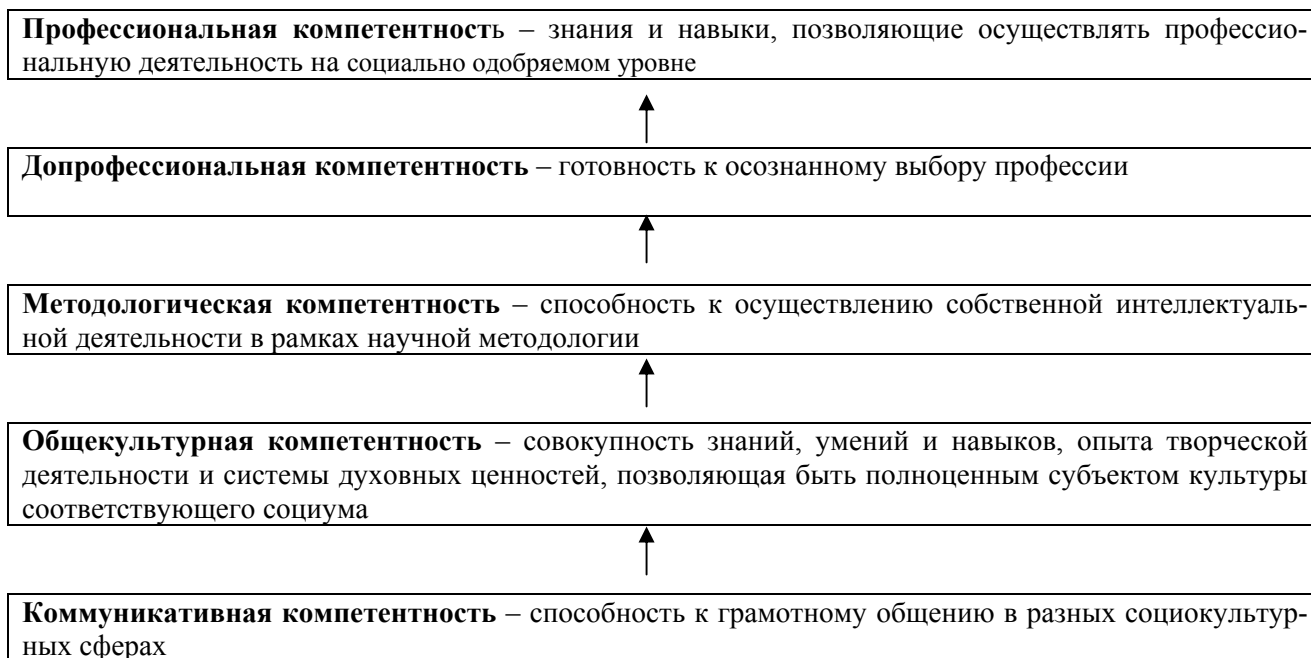 Профессиональная компетентность – знания и навыки, позволяющие осуществлять профессио-
нальную деятельность на социально одобряемом уровне
Допрофессиональная компетентность – готовность к осознанному выбору профессии
Методологическая компетентность – способность к осуществлению собственной интеллектуаль-
ной деятельности в рамках научной методологии
Общекультурная компетентность – совокупность знаний, умений и навыков, опыта творческой
деятельности и системы духовных ценностей, позволяющая быть полноценным субъектом культуры
соответствующего социума
Коммуникативная компетентность – способность к грамотному общению в разных социокультур-
ных сферах